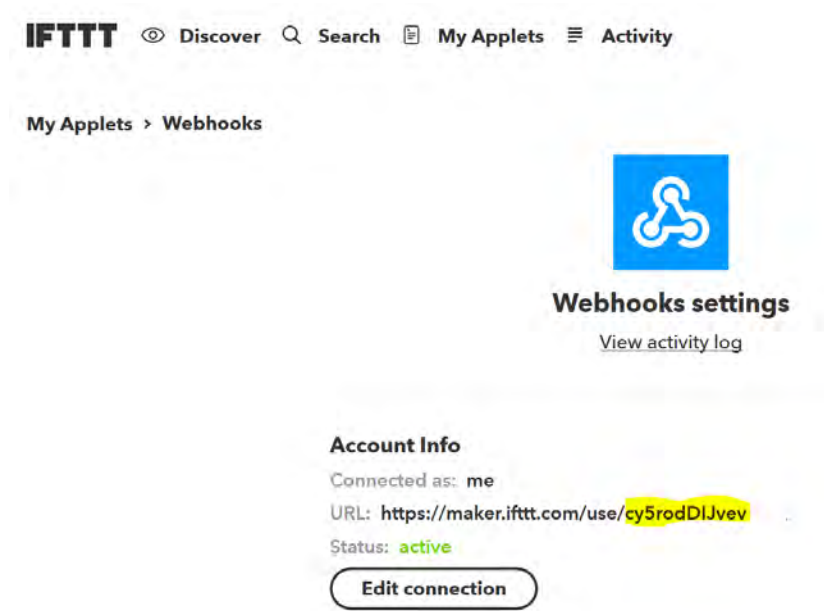 IFTTT Discover Search My Applets Activity
My Applets > Webhooks
Webhooks settings
View activity log
Account Info
Connected as: me
URL: https://maker.ifttt.com/use/cy5rodDIJvev
Status: active
Edit connection